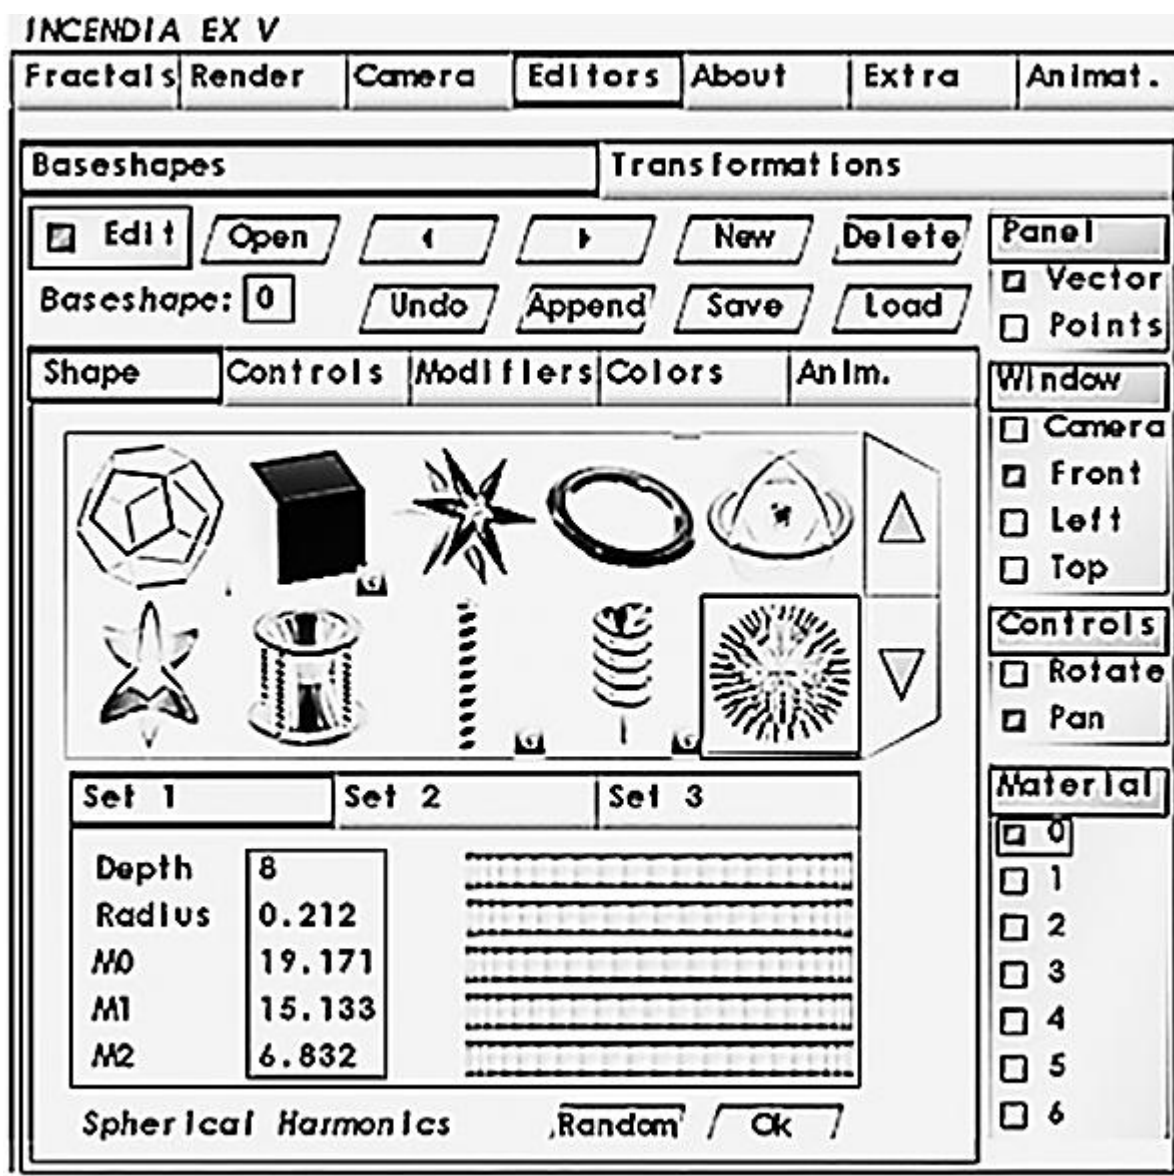 INCENDIA EX V
Fractals Render Camera Editors About Extra Animat.
Baseshapes Transformations
Edit Open New Delete
Baseshape: 0 Undo Append Save Load
Shape Controls Modifiers Colors Anim.
Set 1 Set 2 Set 3
Depth 8
Radius 0.212
M0 19.171
M1 15.133
M2 6.832
Spherical Harmonics Random Ok
Panel
Vector
Points
Window
Camera
Front
Left
Top
Controls
Rotate
Pan
Material
0
1
2
3
4
5
6